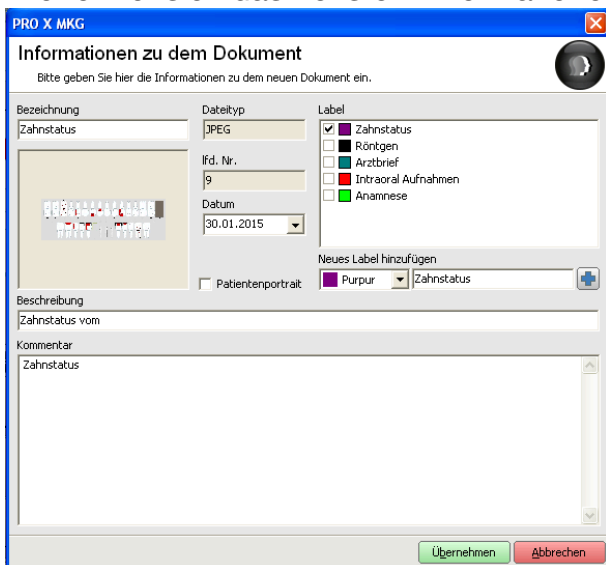 PRO X MKG
Informationen zu dem Dokument
Bitte geben Sie hier die Informationen zu dem neuen Dokument ein.
Bezeichnung
Zahnstatus
Dateityp
JPEG
lfd. Nr.
9
Datum
30.01.2015
Patientenportrait
Label
Zahnstatus
Röntgen
Arztbrief
Intraoral Aufnahmen
Anamnese
Neues Label hinzufügen
Purpur Zahnstatus
Beschreibung
Zahnstatus vom
Kommentar
Zahnstatus
Übernehmen Abbrechen